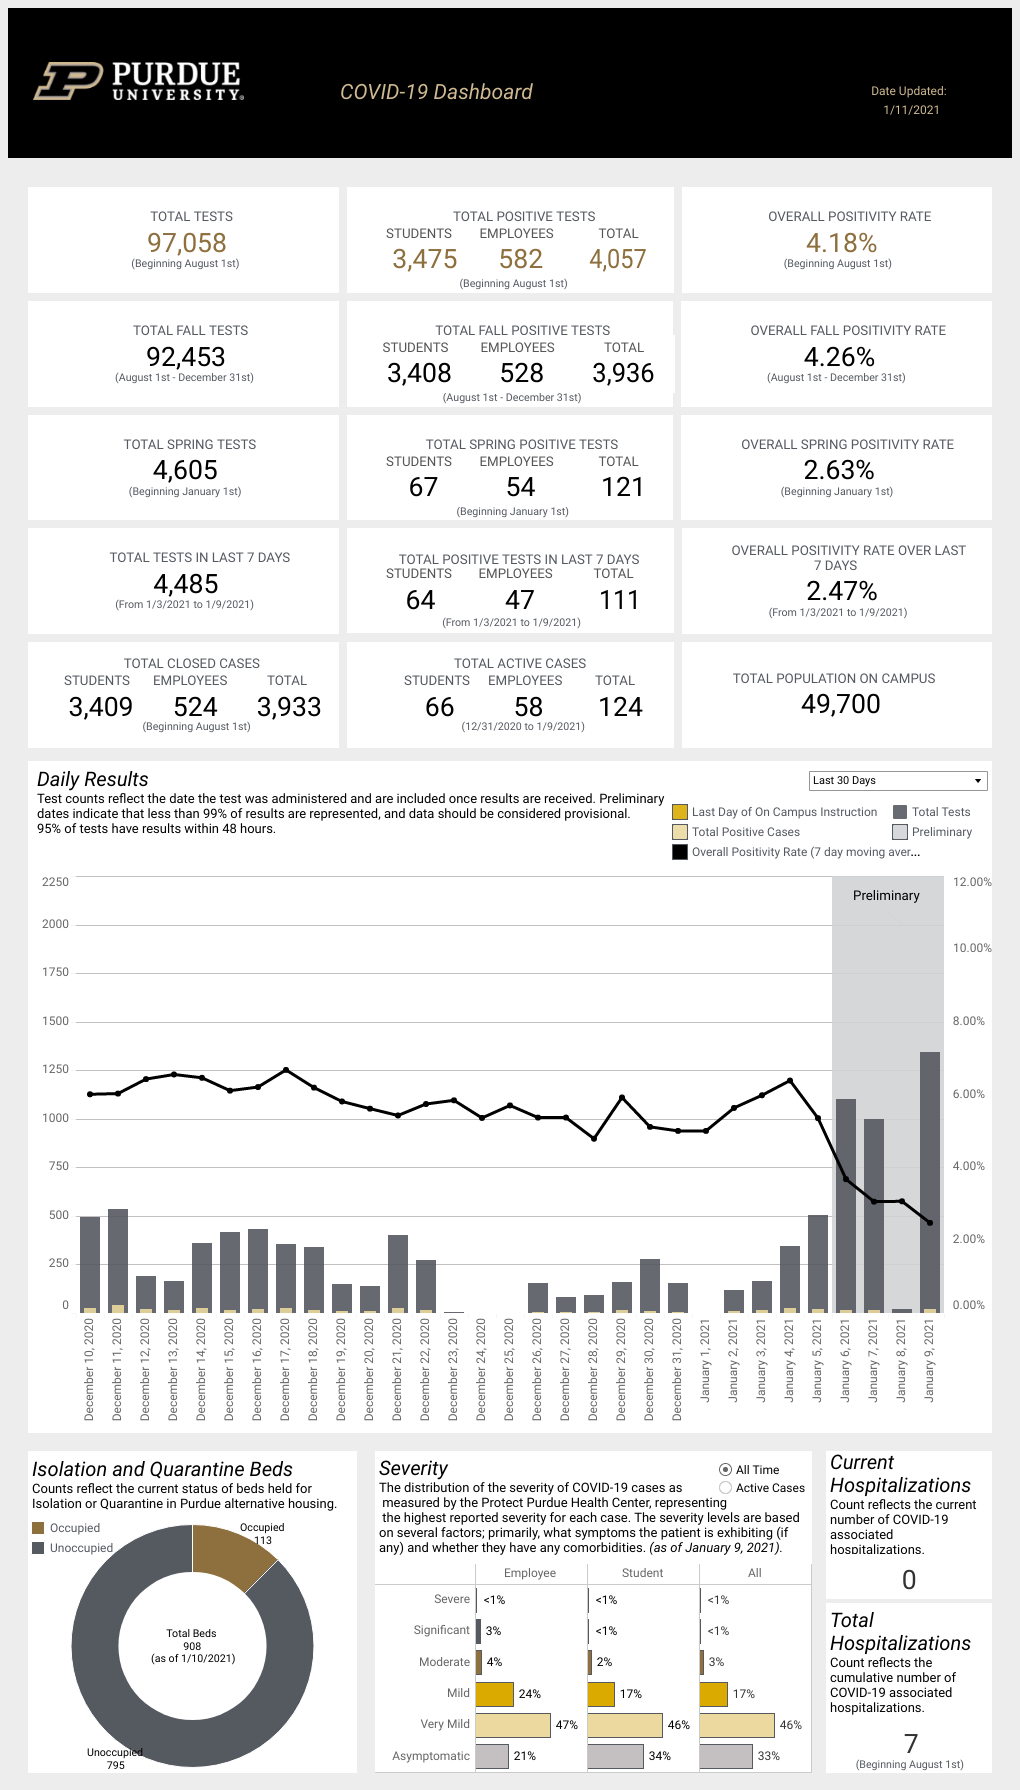 PURDUE
UNIVERSITY®
COVID-19 Dashboard
Date Updated:
1/11/2021
TOTAL TESTS
97,058
(Beginning August 1st)
TOTAL POSITIVE TESTS
STUDENTS EMPLOYEES TOTAL
3,475 582 4,057
(Beginning August 1st)
OVERALL POSITIVITY RATE
4.18%
(Beginning August 1st)
TOTAL FALL TESTS
92,453
(August 1st - December 31st)
TOTAL FALL POSITIVE TESTS
STUDENTS EMPLOYEES TOTAL
3,408 528 3,936
(August 1st - December 31st)
OVERALL FALL POSITIVITY RATE
4.26%
(August 1st - December 31st)
TOTAL SPRING TESTS
4,605
(Beginning January 1st)
TOTAL SPRING POSITIVE TESTS
STUDENTS EMPLOYEES TOTAL
67 54 121
(Beginning January 1st)
OVERALL SPRING POSITIVITY RATE
2.63%
(Beginning January 1st)
TOTAL TESTS IN LAST 7 DAYS
4,485
(From 1/3/2021 to 1/9/2021)
TOTAL POSITIVE TESTS IN LAST 7 DAYS
STUDENTS EMPLOYEES TOTAL
64 47 111
(From 1/3/2021 to 1/9/2021)
OVERALL POSITIVITY RATE OVER LAST
7 DAYS
2.47%
(From 1/3/2021 to 1/9/2021)
TOTAL CLOSED CASES
STUDENTS EMPLOYEES TOTAL
3,409 524 3,933
(Beginning August 1st)
TOTAL ACTIVE CASES
STUDENTS EMPLOYEES TOTAL
66 58 124
(12/31/2020 to 1/9/2021)
TOTAL POPULATION ON CAMPUS
49,700
Daily Results
Test counts reflect the date the test was administered and are included once results are received. Preliminary
dates indicate that less than 99% of results are represented, and data should be considered provisional.
95% of tests have results within 48 hours.
Last 30 Days
Last Day of On Campus Instruction
Total Tests
Total Positive Cases
Preliminary
Overall Positivity Rate (7 day moving aver...
2250
2000
1750
1500
1250
1000
750
500
250
0
Preliminary
12.00%
10.00%
8.00%
6.00%
4.00%
2.00%
0.00%
December 10, 2020
December 11, 2020
December 12, 2020
December 13, 2020
December 14, 2020
December 15, 2020
December 16, 2020
December 17, 2020
December 18, 2020
December 19, 2020
December 20, 2020
December 21, 2020
December 22, 2020
December 23, 2020
December 24, 2020
December 25, 2020
December 26, 2020
December 27, 2020
December 28, 2020
December 29, 2020
December 30, 2020
December 31, 2020
January 1, 2021
January 2, 2021
January 3, 2021
January 4, 2021
January 5, 2021
January 6, 2021
January 7, 2021
January 8, 2021
January 9, 2021
Isolation and Quarantine Beds
Counts reflect the current status of beds held for
Isolation or Quarantine in Purdue alternative housing.
Occupied
Unoccupied
Occupied
113
Total Beds
908
(as of 1/10/2021)
Unoccupied
795
Severity
All Time
Active Cases
The distribution of the severity of COVID-19 cases as
measured by the Protect Purdue Health Center, representing
the highest reported severity for each case. The severity levels are based
on several factors; primarily, what symptoms the patient is exhibiting (if
any) and whether they have any comorbidities. (as of January 9, 2021).
Employee Student All
Severe <1% <1% <1%
Significant 3% <1% <1%
Moderate 4% 2% 3%
Mild 24% 17% 17%
Very Mild 47% 46% 46%
Asymptomatic 21% 34% 33%
Current
Hospitalizations
Count reflects the current
number of COVID-19
associated
hospitalizations.
0
Total
Hospitalizations
Count reflects the
cumulative number of
COVID-19 associated
hospitalizations.
7
(Beginning August 1st)